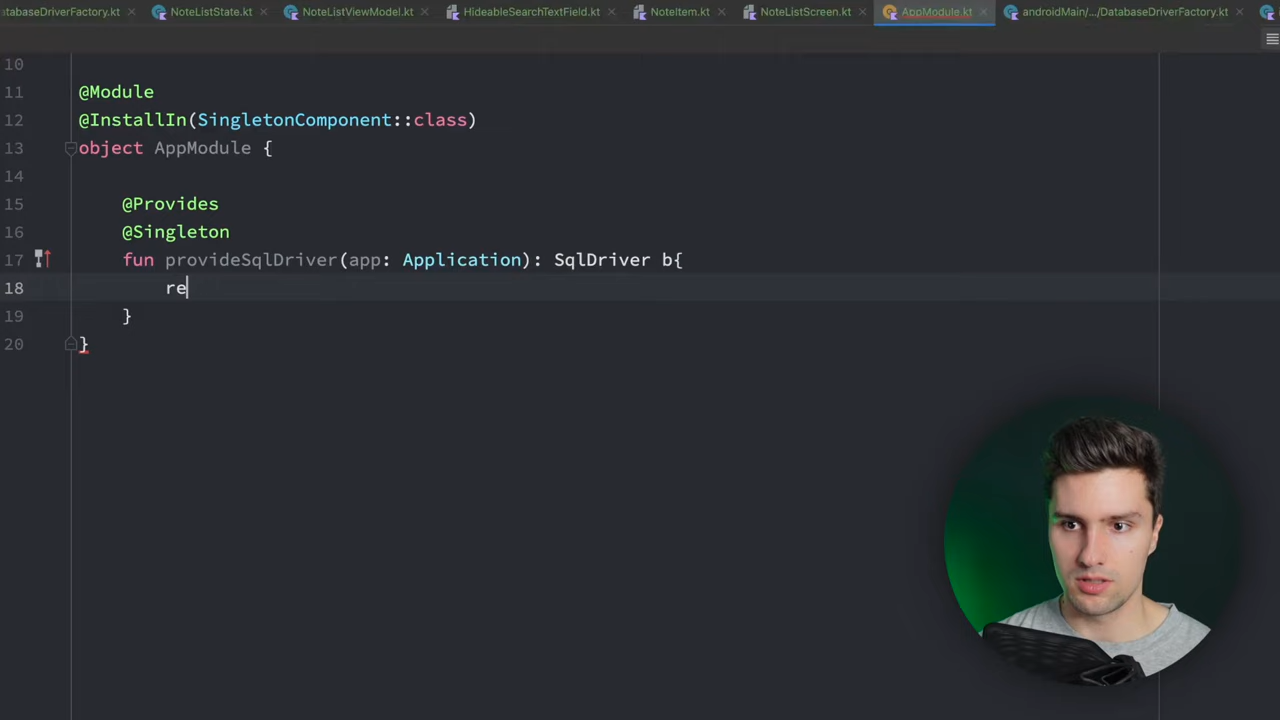 atabaseDriverFactory.kt NoteListState.kt NoteListViewModel.kt HideableSearchTextField.kt NoteItem.kt NoteListScreen.kt AppModule.kt androidMain/.../DatabaseDriverFactory.kt
10
11 @Module
12 @InstallIn(SingletonComponent::class)
13 object AppModule {
14
15 @Provides
16 @Singleton
17 fun provideSqlDriver(app: Application): SqlDriver b{
18 re
19 }
20 }